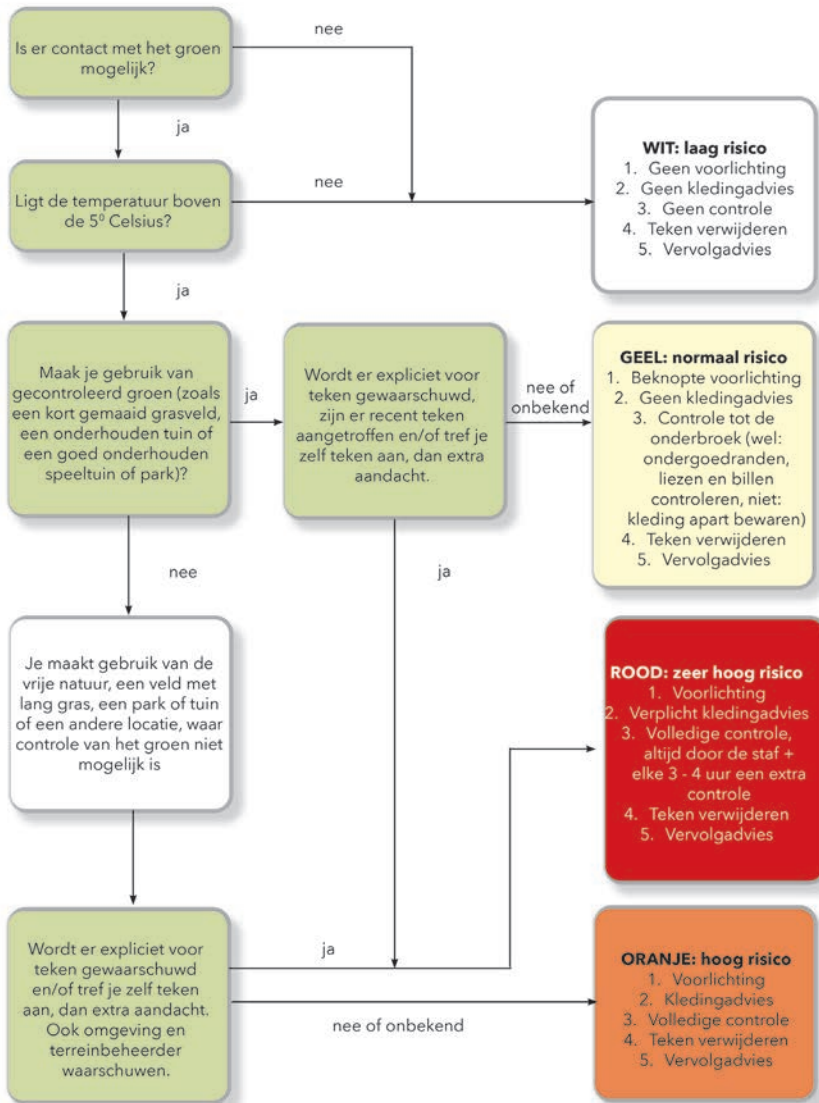 Is er contact met het groen
mogelijk?
nee
ja
Ligt de temperatuur boven
de 5⁰ Celsius?
nee
WIT: laag risico
1. Geen voorlichting
2. Geen kledingadvies
3. Geen controle
4. Teken verwijderen
5. Vervolgadvies
ja
Maak je gebruik van
gecontroleerd groen (zoals
een kort gemaaid grasveld,
een onderhouden tuin of
een goed onderhouden
speeltuin of park)?
ja
Wordt er expliciet voor
teken gewaarschuwd,
zijn er recent teken
aangetroffen en/of tref je
zelf teken aan, dan extra
aandacht.
nee of
onbekend
GEEL: normaal risico
1. Beknopte voorlichting
2. Geen kledingadvies
3. Controle tot de
onderbroek (wel:
ondergoedranden,
liezen en billen
controleren, niet:
kleding apart bewaren)
4. Teken verwijderen
5. Vervolgadvies
nee
ja
Je maakt gebruik van de
vrije natuur, een veld met
lang gras, een park of tuin
of een andere locatie, waar
controle van het groen niet
mogelijk is
ROOD: zeer hoog risico
1. Voorlichting
2. Verplicht kledingadvies
3. Volledige controle,
altijd door de staf +
elke 3 - 4 uur een extra
controle
4. Teken verwijderen
5. Vervolgadvies
Wordt er expliciet voor
teken gewaarschuwd
en/of tref je zelf teken
aan, dan extra aandacht.
Ook omgeving en
terreinbeheerder
waarschuwen.
ja
nee of onbekend
ORANJE: hoog risico
1. Voorlichting
2. Kledingadvies
3. Volledige controle
4. Teken verwijderen
5. Vervolgadvies